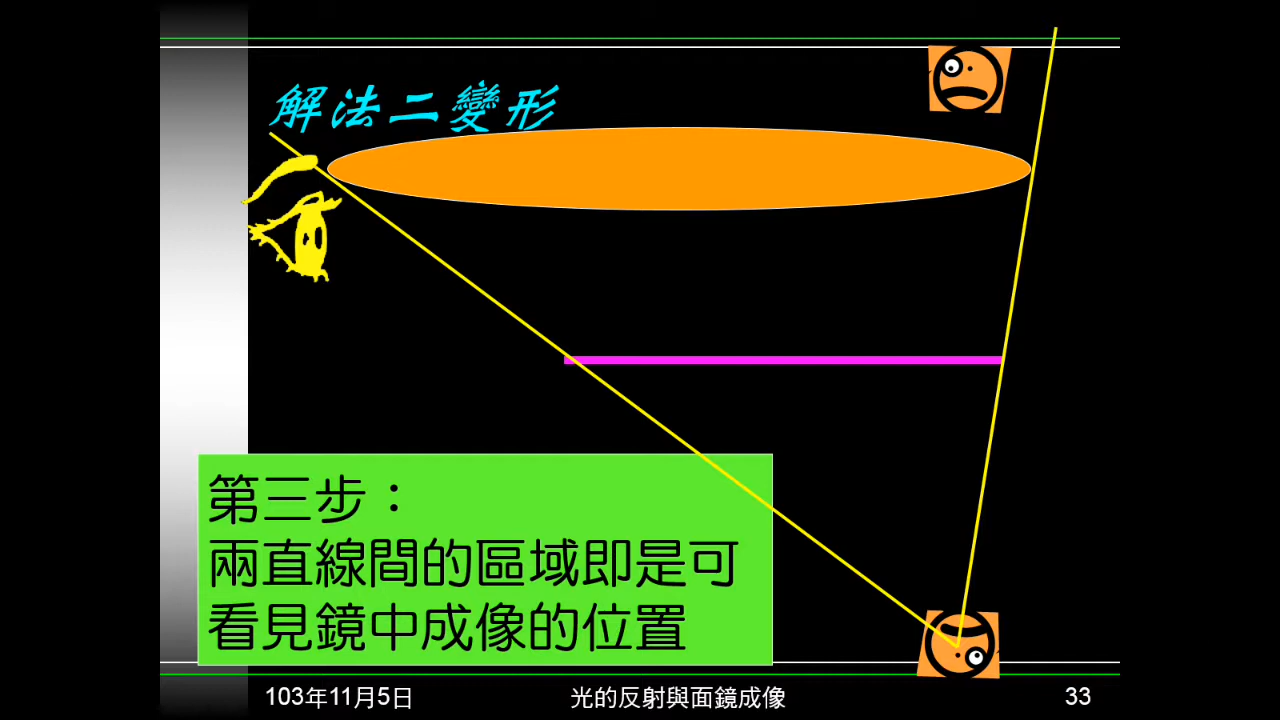 解法二變形
第三步：
兩直線間的區域即是可
看見鏡中成像的位置
103年11月5日
光的反射與面鏡成像
33